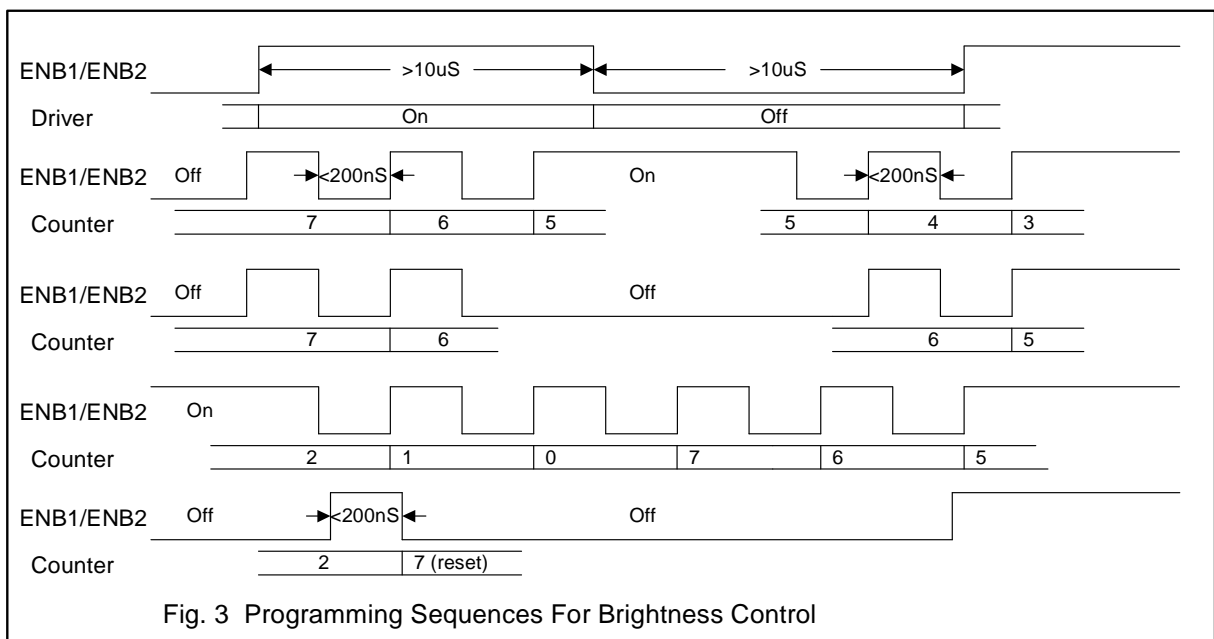 ENB1/ENB2 >10uS >10uS
Driver On Off
ENB1/ENB2 Off <200nS On <200nS
Counter 7 6 5 5 4 3
ENB1/ENB2 Off Off
Counter 7 6 6 5
ENB1/ENB2 On
Counter 2 1 0 7 6 5
ENB1/ENB2 Off <200nS Off
Counter 2 7 (reset)
Fig. 3 Programming Sequences For Brightness Control